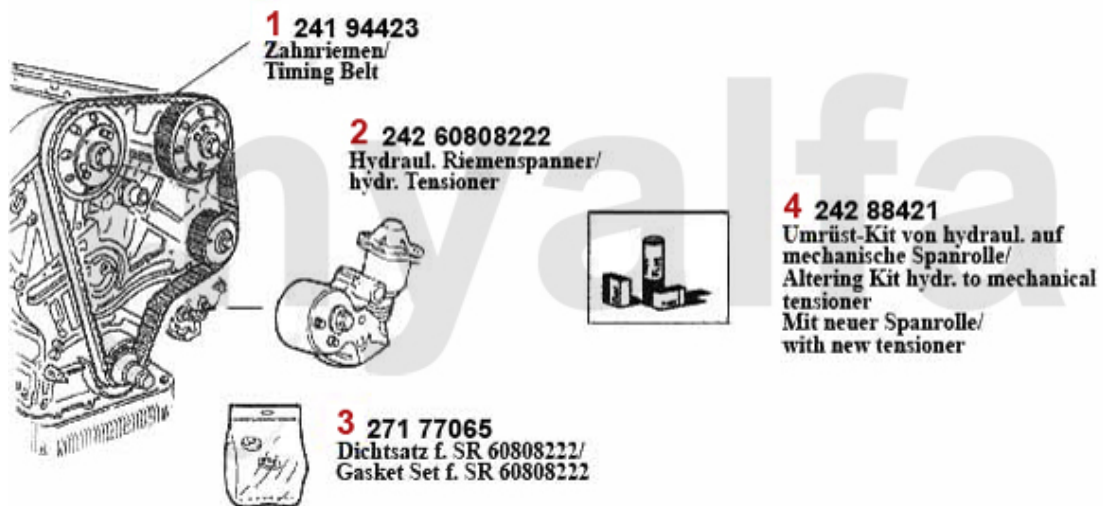 1 241 94423
Zahnriemen/
Timing Belt
2 242 60808222
Hydraul. Riemenspanner/
hydr. Tensioner
myalfa
4 242 88421
Umrüst-Kit von hydraul. auf
mechanische Spanrolle/
Altering Kit hydr. to mechanical
tensioner
Mit neuer Spanrolle/
with new tensioner
3 271 77065
Dichtsatz f. SR 60808222/
Gasket Set f. SR 60808222